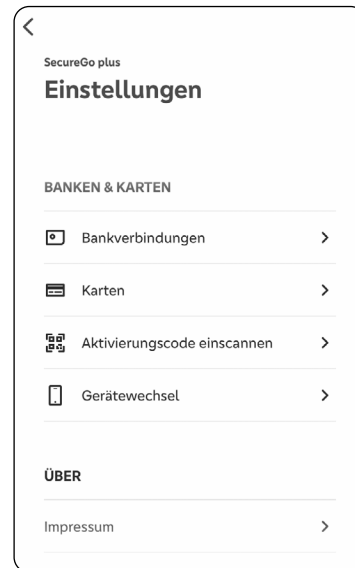 SecureGo plus
Einstellungen
BANKEN & KARTEN
Bankverbindungen
Karten
Aktivierungscode einscannen
Gerätewechsel
ÜBER
Impressum